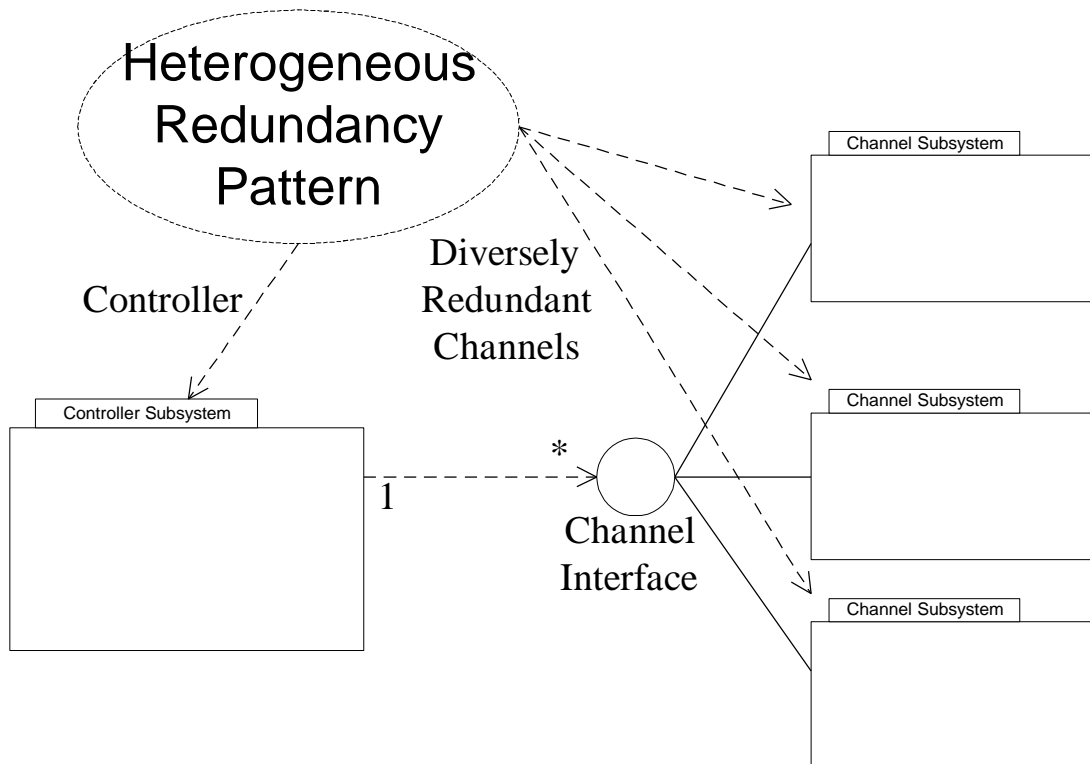 Heterogeneous
Redundancy
Pattern
Channel Subsystem
Diversely
Redundant
Channels
Controller
Controller Subsystem
Channel Subsystem
*
1
Channel
Interface
Channel Subsystem